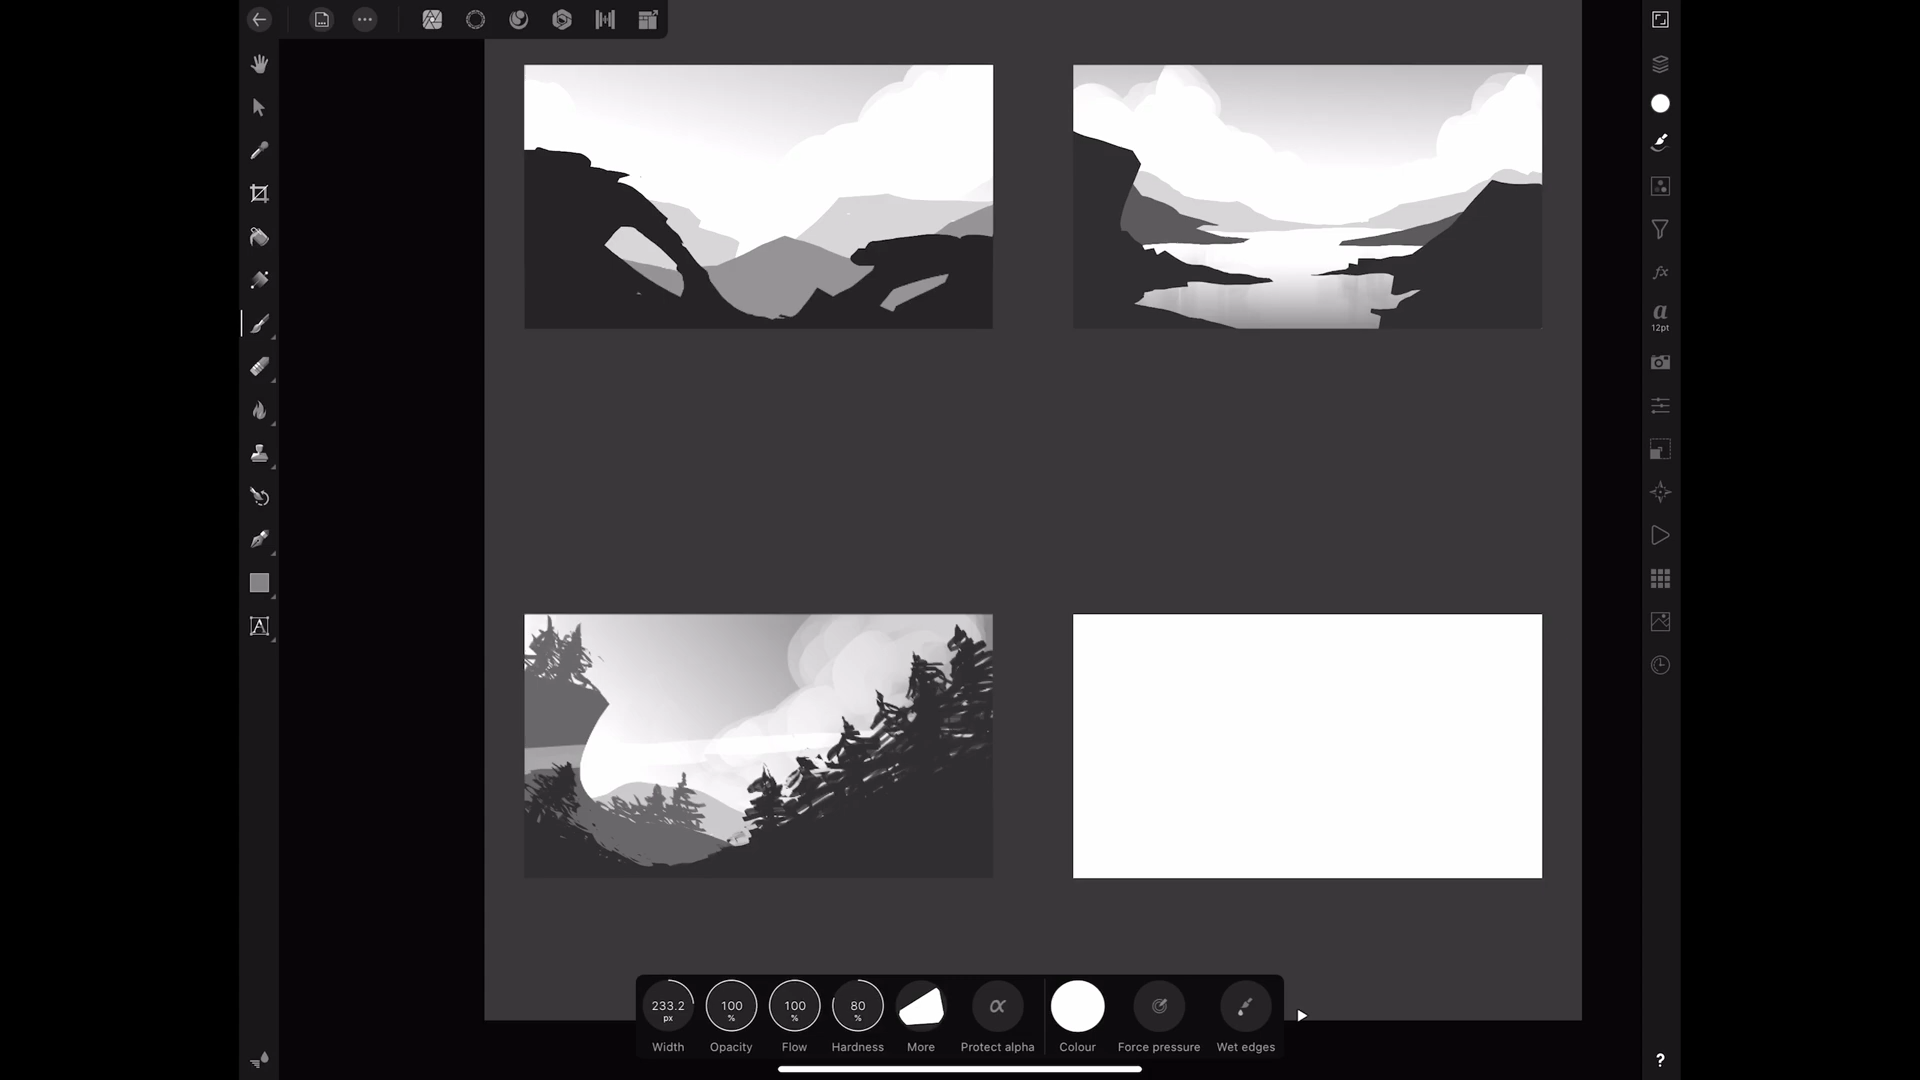 a
12pt
A
233.2
px
100
%
100
%
80
%
α
Width
Opacity
Flow
Hardness
More
Protect alpha
Colour
Force pressure
Wet edges
fx
?